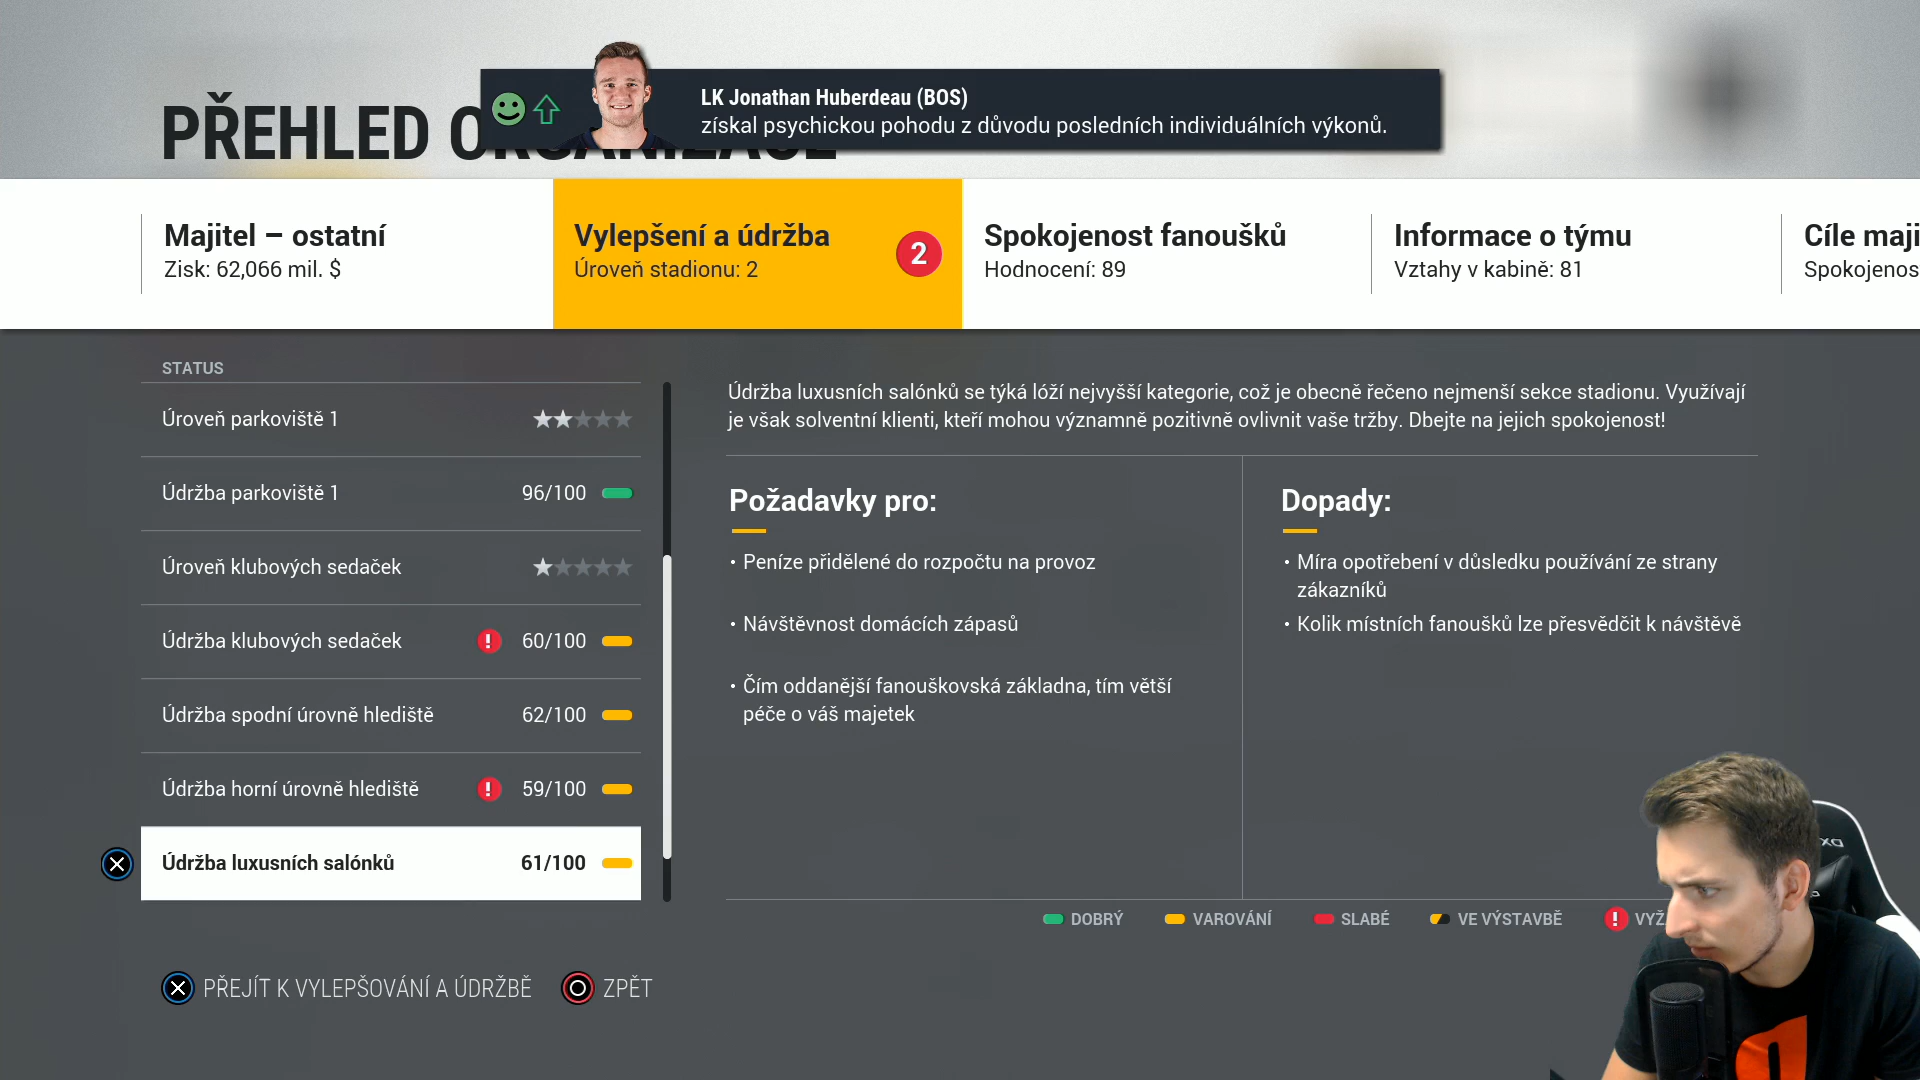 LK Jonathan Huberdeau (BOS)
získal psychickou pohodu z důvodu posledních individuálních výkonů.
PŘEHLED ORGANIZACE
Majitel – ostatní
Zisk: 62,066 mil. $
Vylepšení a údržba
Úroveň stadionu: 2
2
Spokojenost fanoušků
Hodnocení: 89
Informace o týmu
Vztahy v kabině: 81
Cíle maji
Spokojenos
STATUS
Úroveň parkoviště 1
Údržba parkoviště 1 96/100
Úroveň klubových sedaček
Údržba klubových sedaček ! 60/100
Údržba spodní úrovně hlediště 62/100
Údržba horní úrovně hlediště ! 59/100
Údržba luxusních salónků 61/100
Údržba luxusních salónků se týká lóží nejvyšší kategorie, což je obecně řečeno nejmenší sekce stadionu. Využívají
je však solventní klienti, kteří mohou významně pozitivně ovlivnit vaše tržby. Dbejte na jejich spokojenost!
Požadavky pro:
• Peníze přidělené do rozpočtu na provoz
• Návštěvnost domácích zápasů
• Čím oddanější fanouškovská základna, tím větší
péče o váš majetek
Dopady:
• Míra opotřebení v důsledku používání ze strany
zákazníků
• Kolik místních fanoušků lze přesvědčit k návštěvě
DOBRÝ VAROVÁNÍ SLABÉ VE VÝSTAVBĚ ! VYŽ
PŘEJÍT K VYLEPŠOVÁNÍ A ÚDRŽBĚ ZPĚT